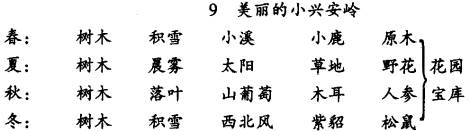 9 美丽的小兴安岭
春： 树木 积雪 小溪 小鹿 原木
夏： 树木 晨雾 太阳 草地 野花 花园
秋： 树木 落叶 山葡萄 木耳 人参 宝库
冬： 树木 积雪 西北风 紫貂 松鼠